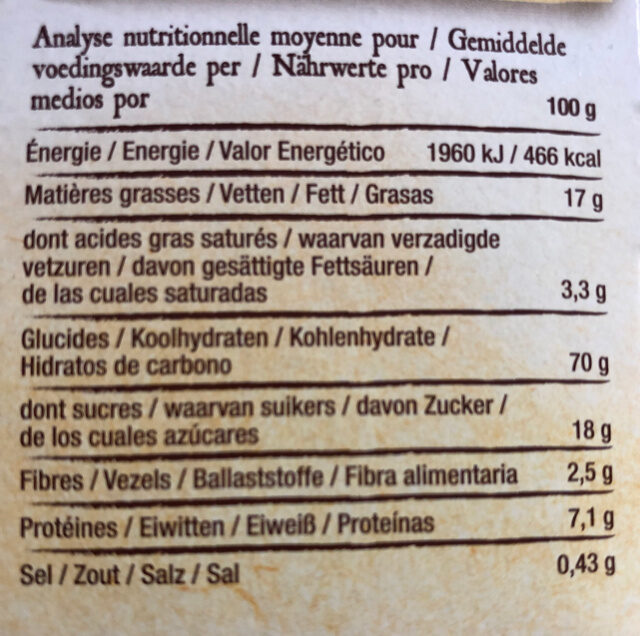 Analyse nutritionnelle moyenne pour / Gemiddelde
voedingswaarde per / Nährwerte pro / Valores
medios por 100 g
Énergie / Energie / Valor Energético 1960 kJ / 466 kcal
Matières grasses / Vetten / Fett / Grasas 17 g
dont acides gras saturés / waarvan verzadigde
vetzuren / davon gesättigte Fettsäuren /
de las cuales saturadas 3,3 g
Glucides / Koolhydraten / Kohlenhydrate /
Hidratos de carbono 70 g
dont sucres / waarvan suikers / davon Zucker /
de los cuales azúcares 18 g
Fibres / Vezels / Ballaststoffe / Fibra alimentaria 2,5 g
Protéines / Eiwitten / Eiweiß / Proteínas 7,1 g
Sel / Zout / Salz / Sal 0,43 g